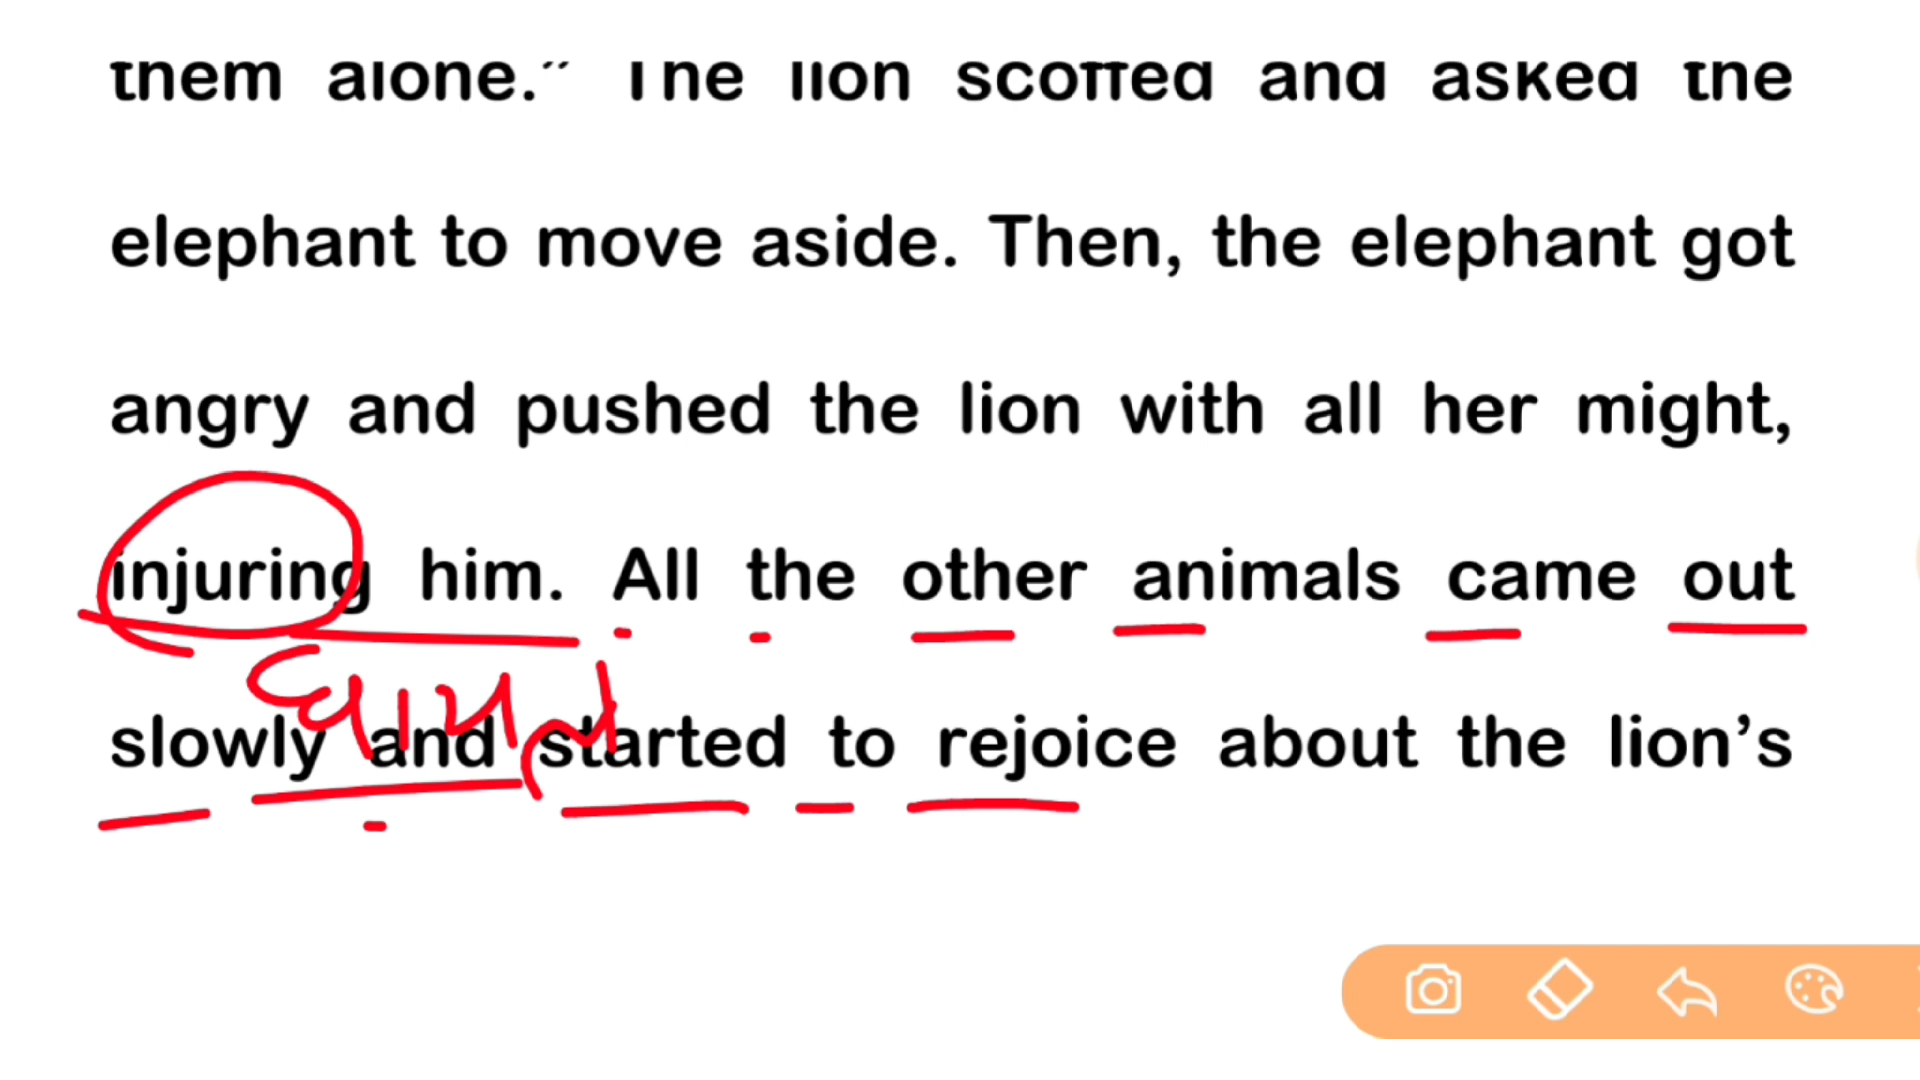 them alone.” The lion scoffed and asked the
elephant to move aside. Then, the elephant got
angry and pushed the lion with all her might,
injuring him. All the other animals came out
घायल
slowly and started to rejoice about the lion’s